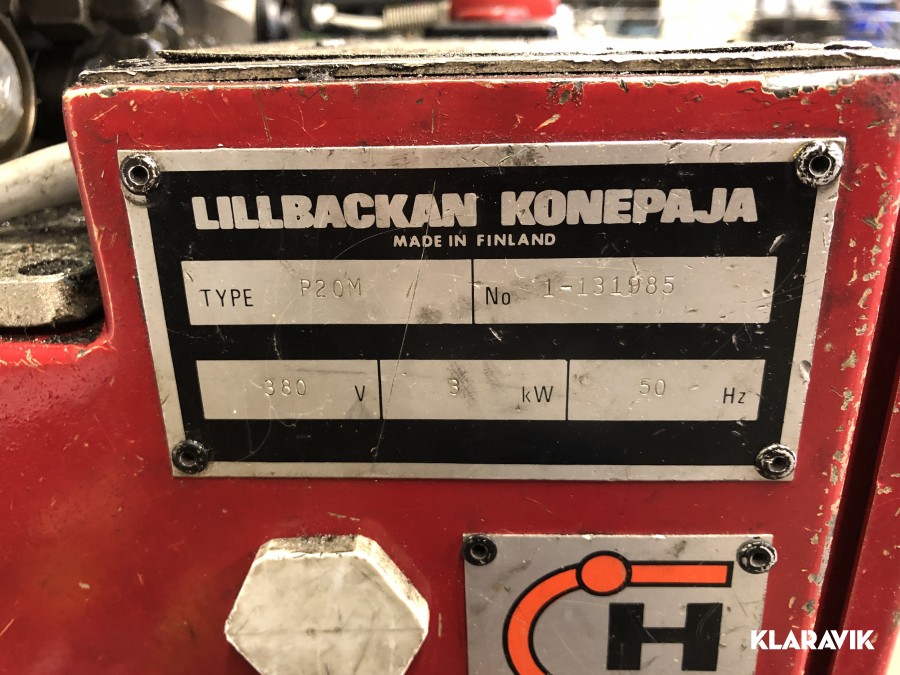 LILLBACKAN KONEPAJA
MADE IN FINLAND
TYPE P20M No 1-131985
380 V 3 kW 50 Hz
H
KLARAVIK